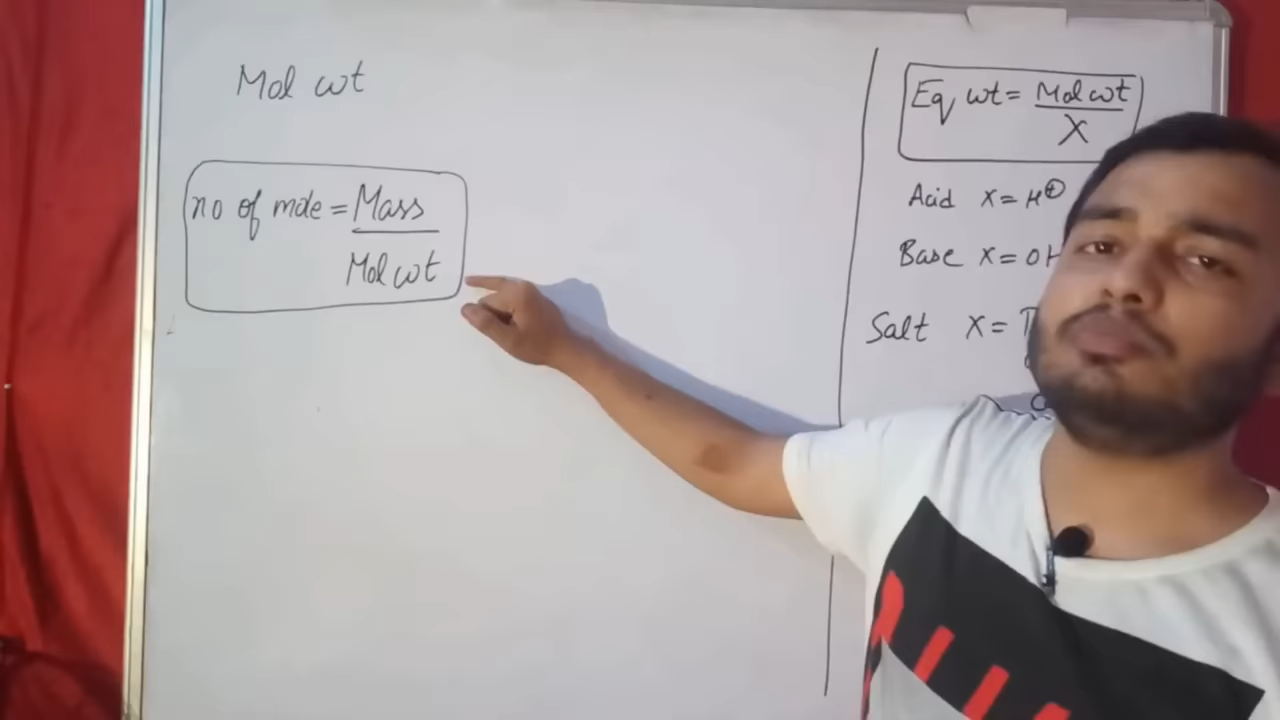 Mol wt
no of mole = Mass
Mol wt
Eq wt = Mol wt
X
Acid X = H⊕
Base X = OH
Salt X =